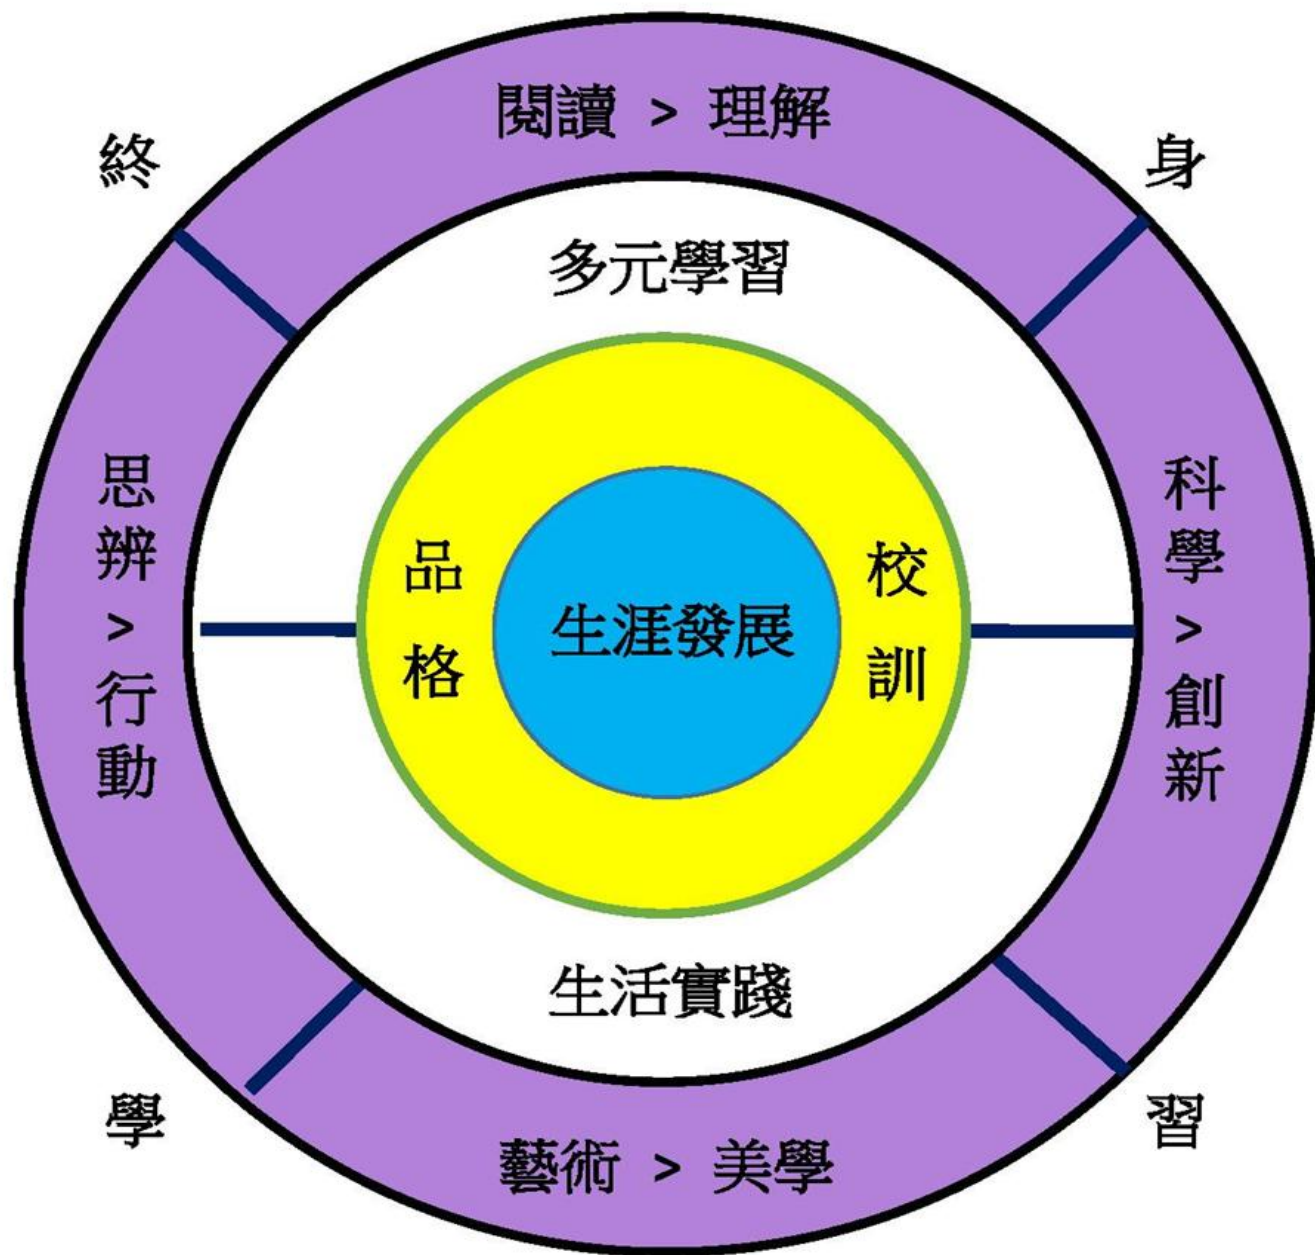 閱讀 > 理解
終
身
多元學習
思辨>行動
品格
生涯發展
校訓
科學>創新
生活實踐
學
習
藝術 > 美學